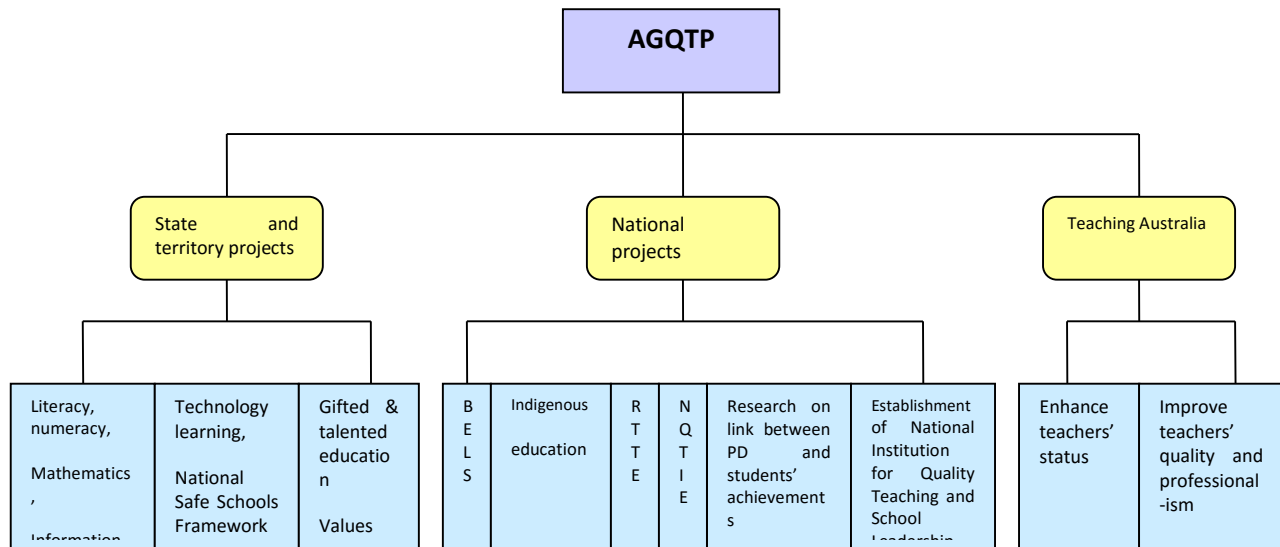 AGQTP
State and
territory projects
National
projects
Teaching Australia
Literacy,
numeracy,
Mathematics
,
Information
Technology
learning,
National
Safe Schools
Framework
Gifted &
talented
educatio
n
Values
B
E
L
S
Indigenous
education
R
T
T
E
N
Q
T
I
E
Research on
link between
PD and
students’
achievement
s
Establishment
of National
Institution
for Quality
Teaching and
School
Leadership
Enhance
teachers’
status
Improve
teachers’
quality and
professional
-ism